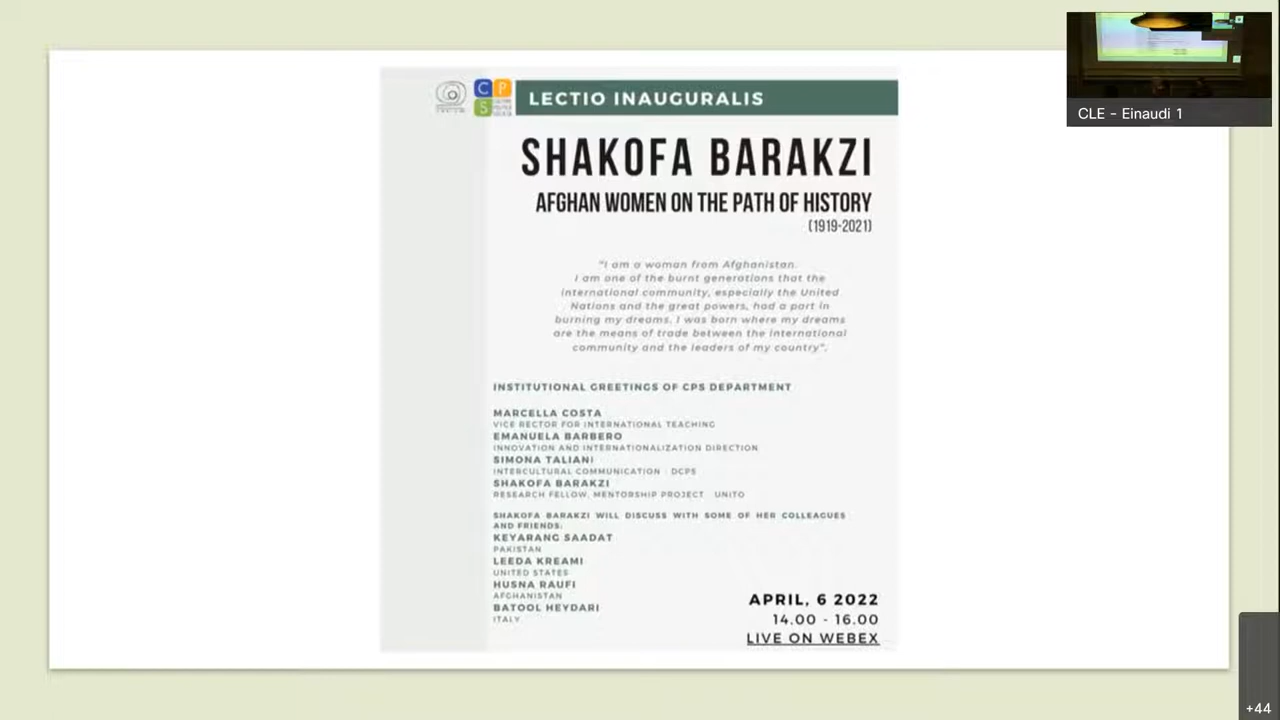 C P
S
LECTIO INAUGURALIS
CLE - Einaudi 1
SHAKOFA BARAKZI
AFGHAN WOMEN ON THE PATH OF HISTORY
(1919-2021)
"I am a woman from Afghanistan.
I am one of the burnt generations that the
international community, especially the United
Nations and the great powers, had a part in
burning my dreams. I was born where my dreams
are the means of trade between the international
community and the leaders of my country".
INSTITUTIONAL GREETINGS OF CPS DEPARTMENT
MARCELLA COSTA
VICE RECTOR FOR INTERNATIONAL TEACHING
EMANUELA BARBERO
INNOVATION AND INTERNATIONALIZATION DIRECTION
SIMONA TALIANI
INTERCULTURAL COMMUNICATION DCPS
SHAKOFA BARAKZI
RESEARCH FELLOW, MENTORSHIP PROJECT UNITO
SHAKOFA BARAKZI WILL DISCUSS WITH SOME OF HER COLLEAGUES
AND FRIENDS:
KEYARANG SAADAT
PAKISTAN
LEEDA KREAMI
UNITED STATES
HUSNA RAUFI
AFGHANISTAN
BATOOL HEYDARI
ITALY
APRIL, 6 2022
14.00 - 16.00
LIVE ON WEBEX
+44